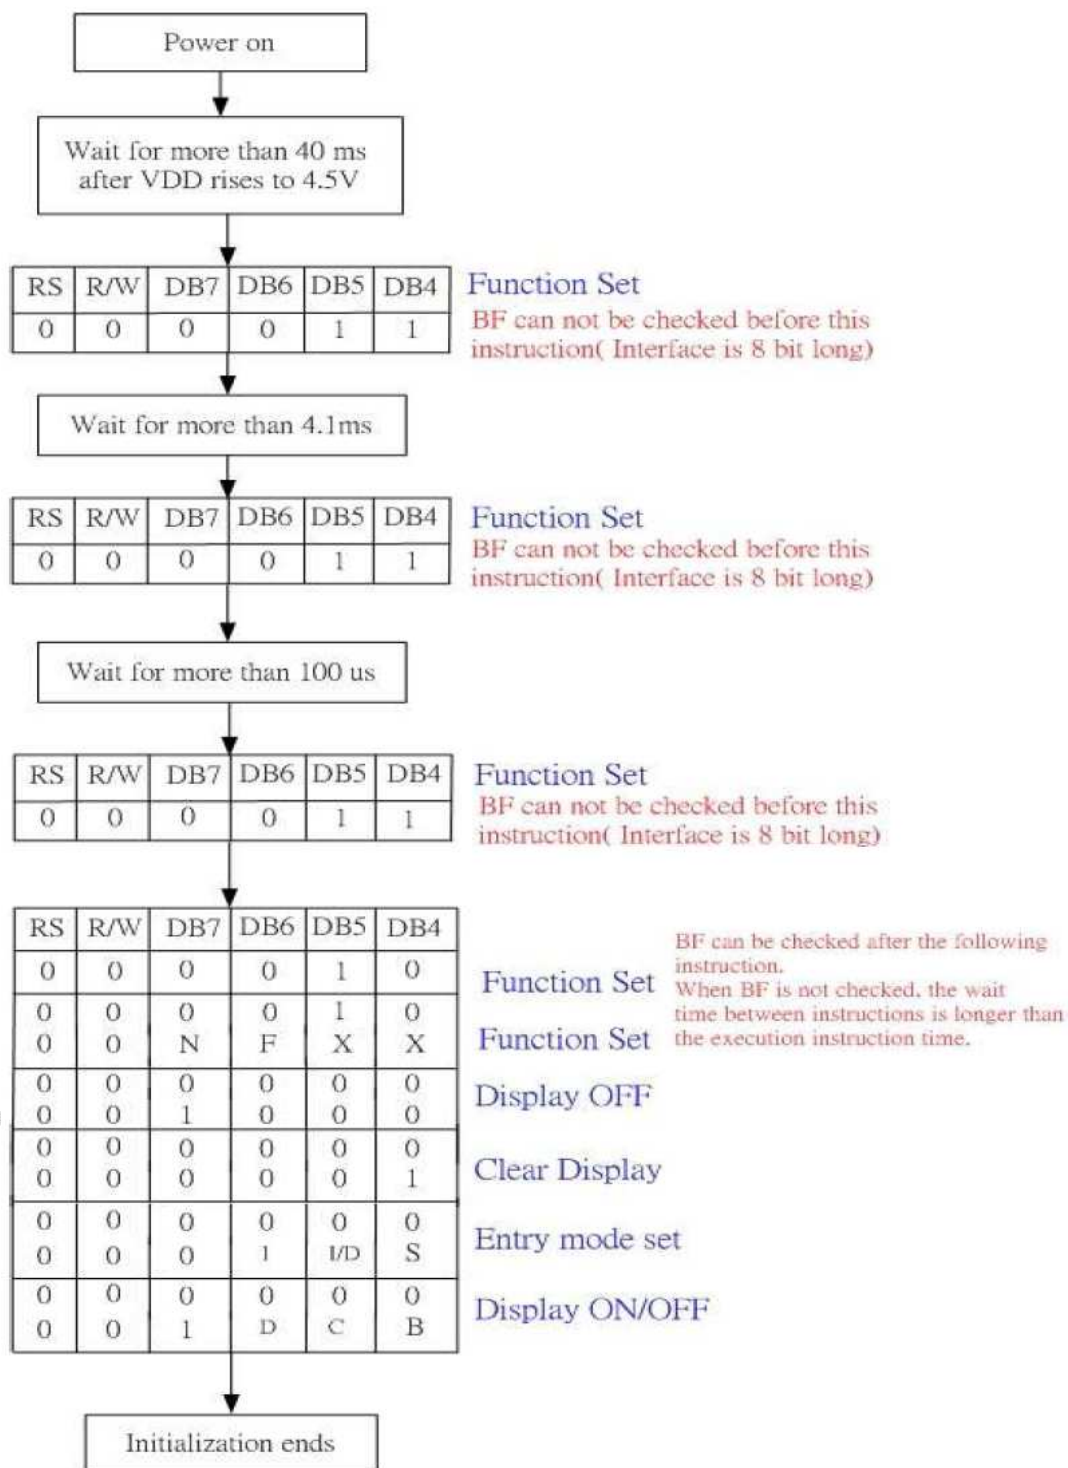 Power on
Wait for more than 40 ms
after VDD rises to 4.5V
RS R/W DB7 DB6 DB5 DB4
0 0 0 0 1 1
Function Set
BF can not be checked before this
instruction( Interface is 8 bit long)
Wait for more than 4.1ms
RS R/W DB7 DB6 DB5 DB4
0 0 0 0 1 1
Function Set
BF can not be checked before this
instruction( Interface is 8 bit long)
Wait for more than 100 us
RS R/W DB7 DB6 DB5 DB4
0 0 0 0 1 1
Function Set
BF can not be checked before this
instruction( Interface is 8 bit long)
RS R/W DB7 DB6 DB5 DB4
0 0 0 0 1 0
Function Set
0 0 0 0 1 0
0 0 N F X X
Function Set
BF can be checked after the following
instruction.
When BF is not checked, the wait
time between instructions is longer than
the execution instruction time.
0 0 0 0 0 0
0 0 1 0 0 0
Display OFF
0 0 0 0 0 0
0 0 0 0 0 1
Clear Display
0 0 0 0 0 0
0 0 0 1 I/D S
Entry mode set
0 0 0 0 0 0
0 0 1 D C B
Display ON/OFF
Initialization ends